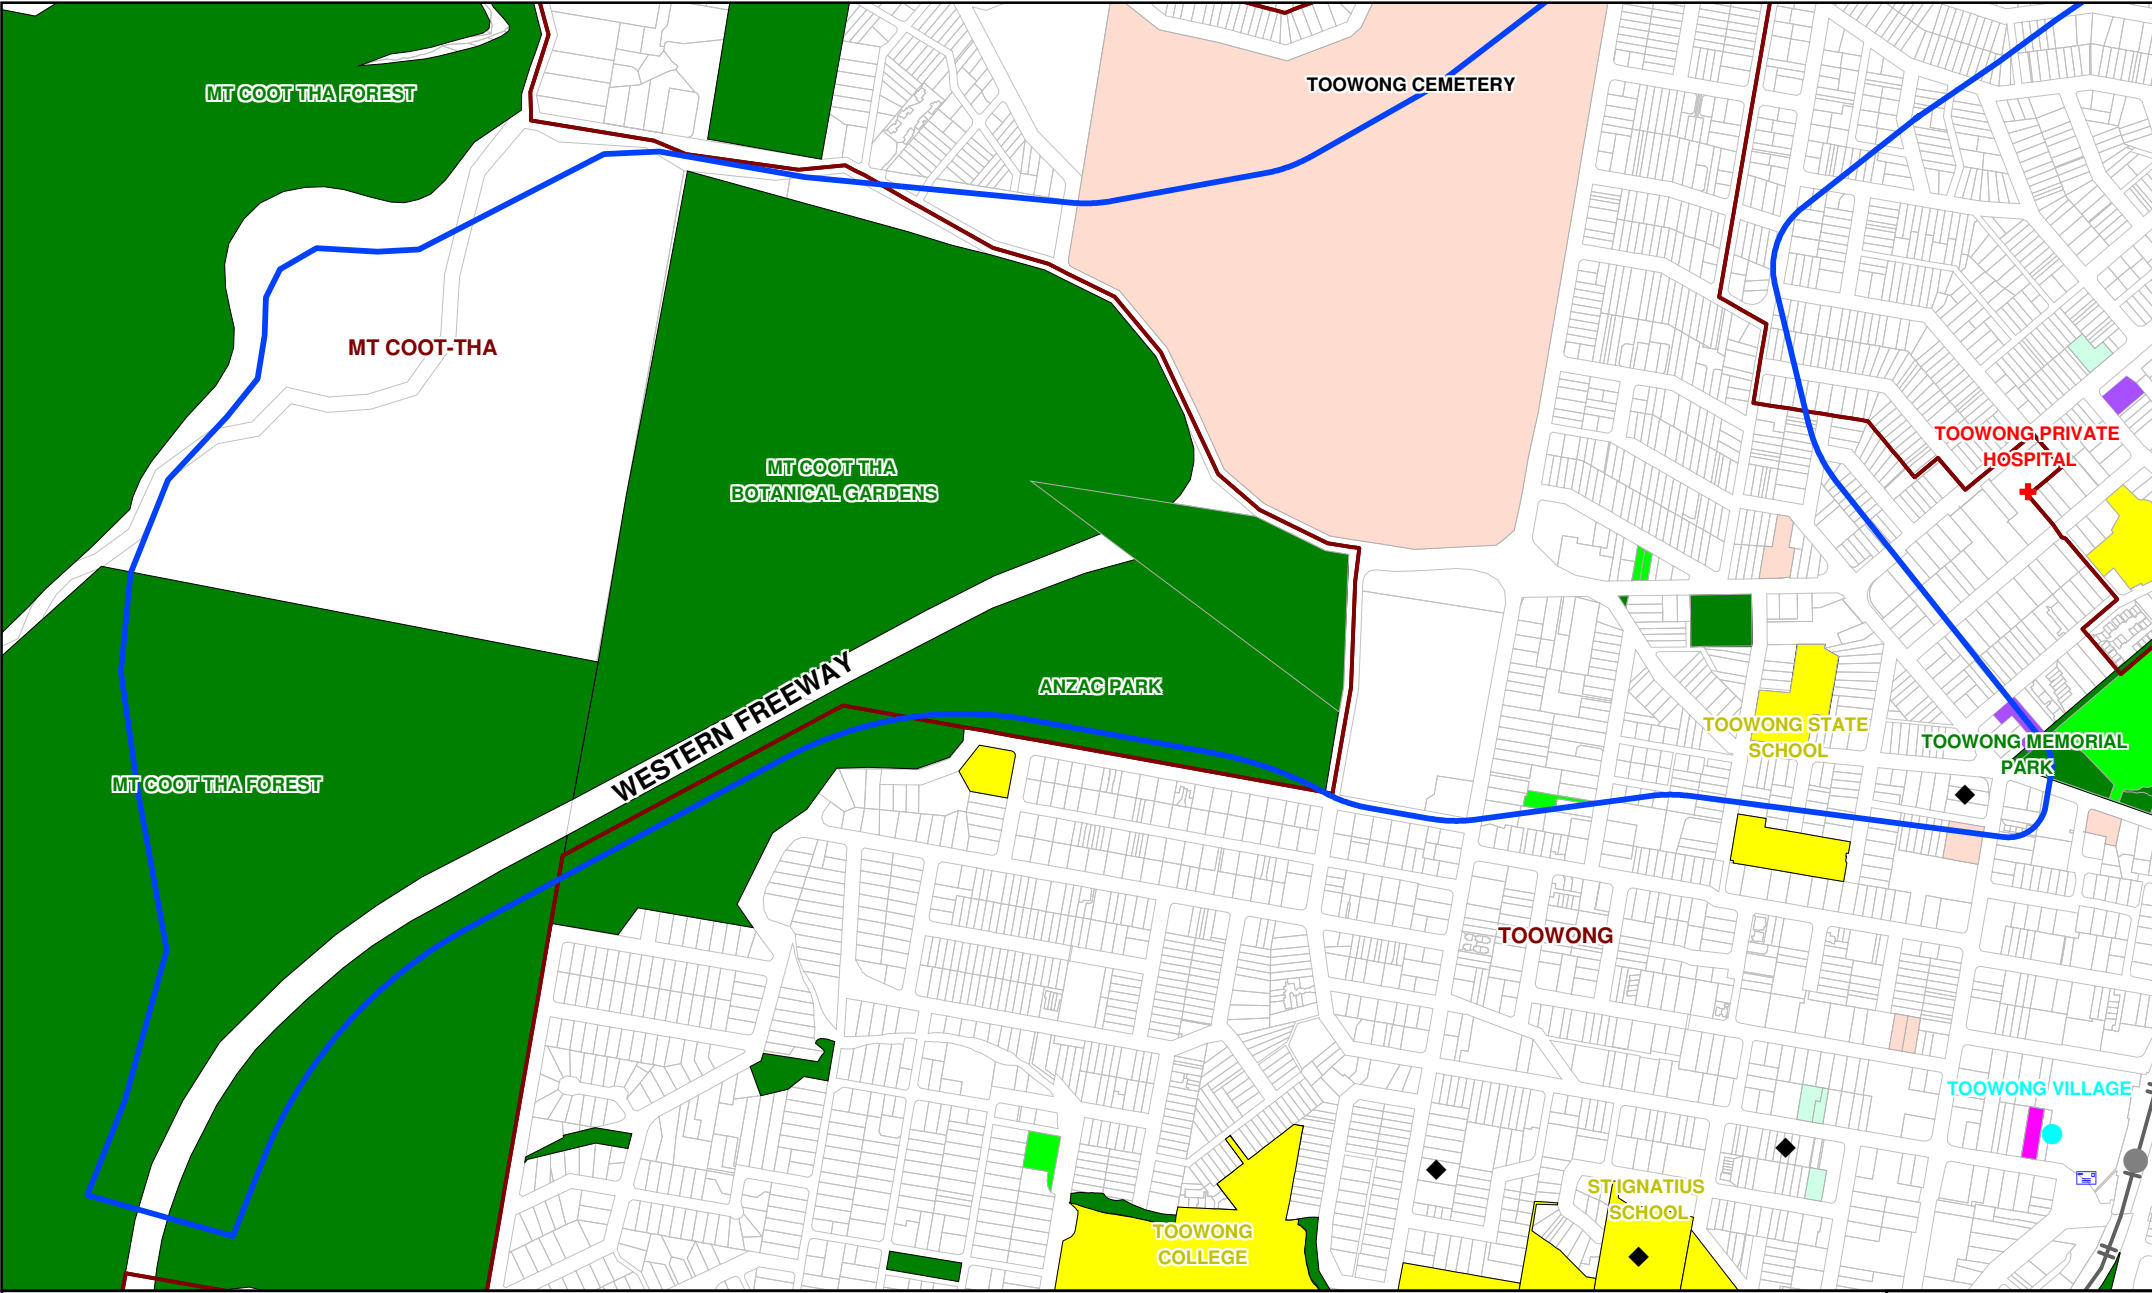 TOOWONG CEMETERY
MT COOT THA FOREST
MT COOT-THA
TOOWONG PRIVATE
HOSPITAL
MT COOT THA
BOTANICAL GARDENS
WESTERN FREEWAY
ANZAC PARK
TOOWONG STATE
SCHOOL
TOOWONG MEMORIAL
PARK
MT COOT THA FOREST
TOOWONG
TOOWONG VILLAGE
ST IGNATIUS
SCHOOL
TOOWONG
COLLEGE